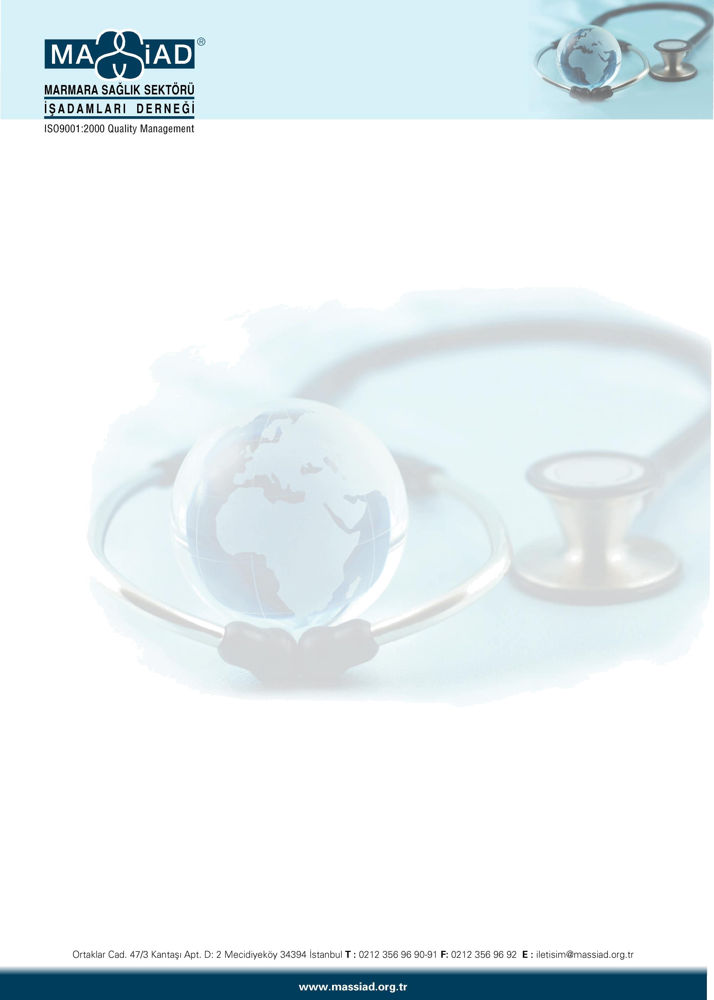 MASSiAD®
MARMARA SAĞLIK SEKTÖRÜ
İŞADAMLARI DERNEĞİ
ISO9001:2000 Quality Management
Ortaklar Cad. 47/3 Kantaşı Apt. D: 2 Mecidiyeköy 34394 İstanbul T : 0212 356 96 90-91 F: 0212 356 96 92 E : iletisim@massiad.org.tr
www.massiad.org.tr